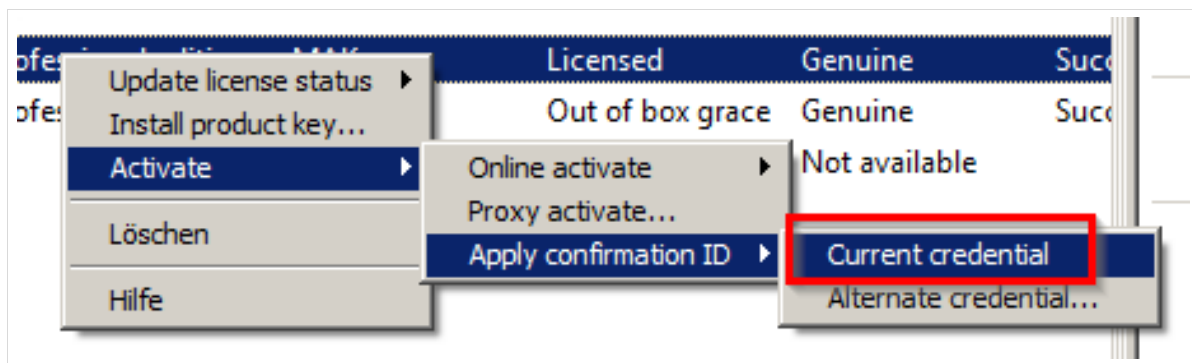 Licensed Genuine
Update license status
Out of box grace Genuine
Install product key...
Activate
Online activate Not available
Proxy activate...
Löschen
Apply confirmation ID Current credential
Hilfe Alternate credential...